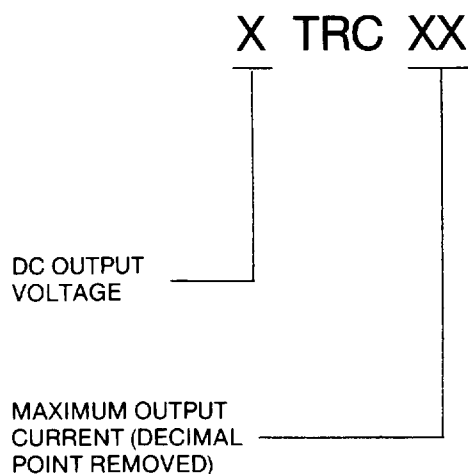 X TRC XX
DC OUTPUT
VOLTAGE
MAXIMUM OUTPUT
CURRENT (DECIMAL
POINT REMOVED)